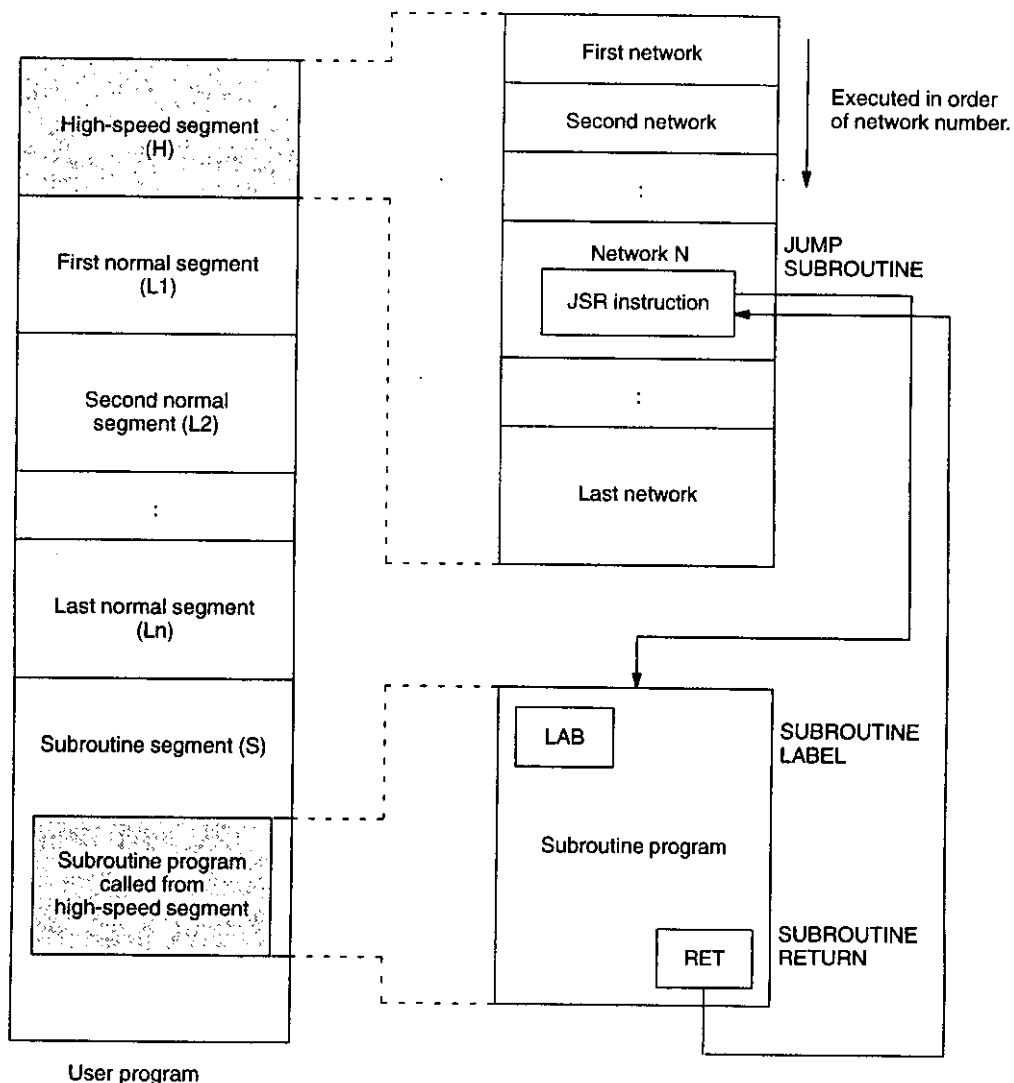 High-speed segment
(H)
First normal segment
(L1)
Second normal
segment (L2)
:
Last normal segment
(Ln)
Subroutine segment (S)
Subroutine program
called from
high-speed segment
User program
First network
Second network
:
Network N
JSR instruction
:
Last network
Executed in order
of network number.
JUMP
SUBROUTINE
LAB
SUBROUTINE
LABEL
Subroutine program
RET
SUBROUTINE
RETURN